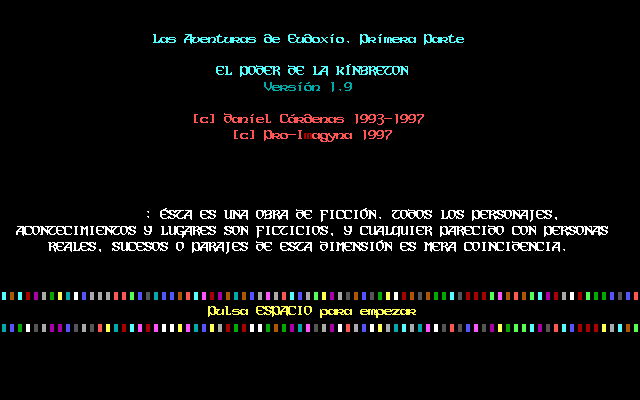 Las Aventuras de Eudoxio. Primera Parte
EL PODER DE LA KINBRETON
Versión 1.9
[c] Daniel Cárdenas 1993-1997
[c] Pro-Imagyna 1997
: ÉSTA ES UNA OBRA DE FICCIÓN. TODOS LOS PERSONAJES,
ACONTECIMIENTOS Y LUGARES SON FICTICIOS, Y CUALQUIER PARECIDO CON PERSONAS
REALES, SUCESOS O PARAJES DE ESTA DIMENSIÓN ES MERA COINCIDENCIA.
Pulsa ESPACIO para empezar